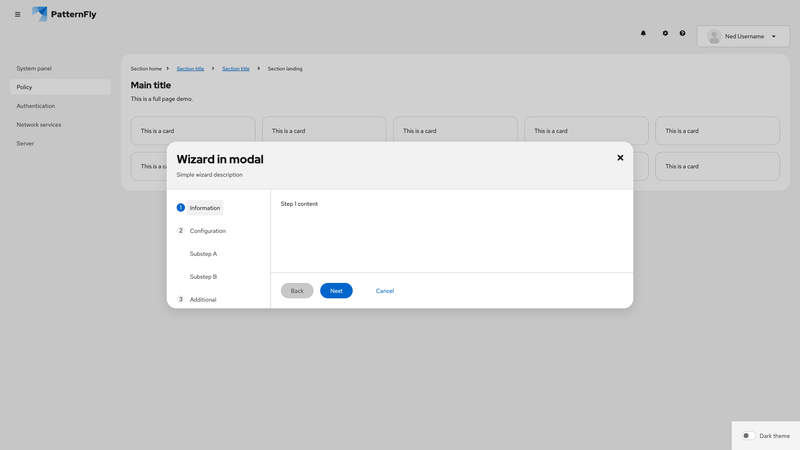 PatternFly
Ned Username
System panel
Policy
Authentication
Network services
Server
Section home
Section title
Section title
Section landing
Main title
This is a full page demo.
This is a card
This is a card
This is a card
This is a card
This is a card
This is a ca
This is a card
Wizard in modal
Simple wizard description
1 Information
2 Configuration
Substep A
Substep B
3 Additional
Step 1 content
Back
Next
Cancel
Dark theme